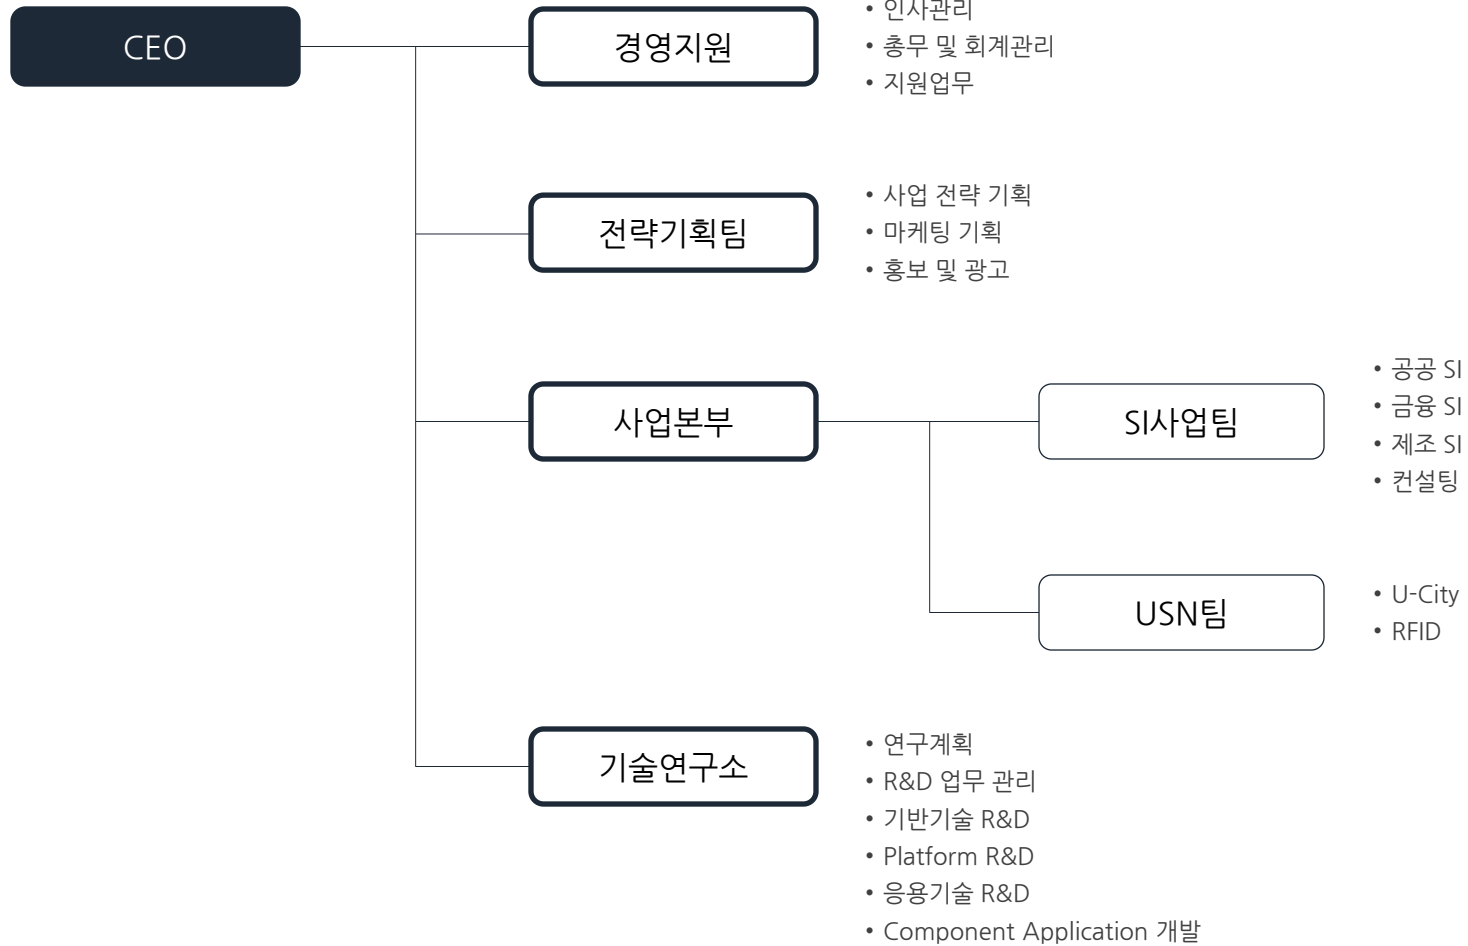 CEO
경영지원
• 인사관리
• 총무 및 회계관리
• 지원업무
전략기획팀
• 사업 전략 기획
• 마케팅 기획
• 홍보 및 광고
사업본부
SI사업팀
• 공공 SI
• 금융 SI
• 제조 SI
• 컨설팅
USN팀
• U-City
• RFID
기술연구소
• 연구계획
• R&D 업무 관리
• 기반기술 R&D
• Platform R&D
• 응용기술 R&D
• Component Application 개발